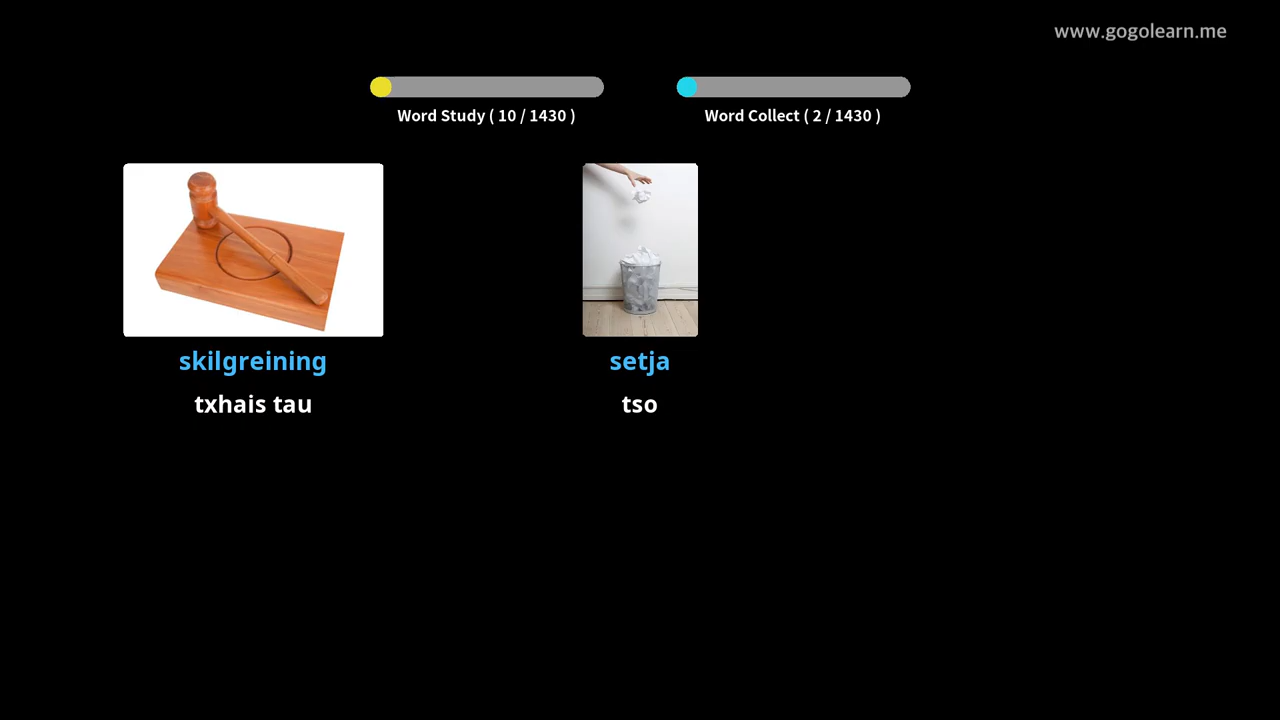 www.gogolearn.me
Word Study ( 10 / 1430 )
Word Collect ( 2 / 1430 )
skilgreining
setja
txhais tau
tso